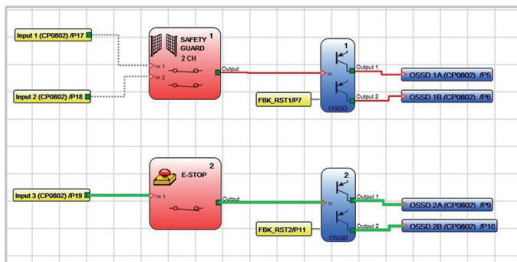 Input 1 (CP0802) /P17
Input 2 (CP0802) /P18
SAFETY 1
GUARD
2 CH
In 1
In 2
Output
1
In
Output 1
Output 2
OSSD
FBK_RST1/P7
OSSD 1A (CP0802) /P5
OSSD 1B (CP0802) /P6
Input 3 (CP0802) /P19
2
E-STOP
In 1
Output
2
In
Output 1
Output 2
OSSD
FBK_RST2/P11
OSSD 2A (CP0802) /P9
OSSD 2B (CP0802) /P10